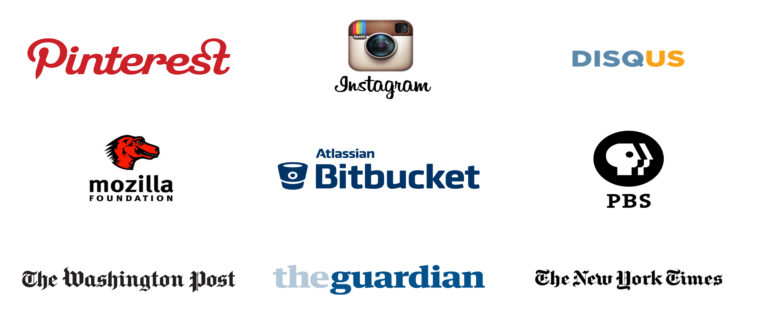 Pinterest
Instagram
DISQUS
mozilla
FOUNDATION
Atlassian
Bitbucket
PBS
The Washington Post
theguardian
The New York Times